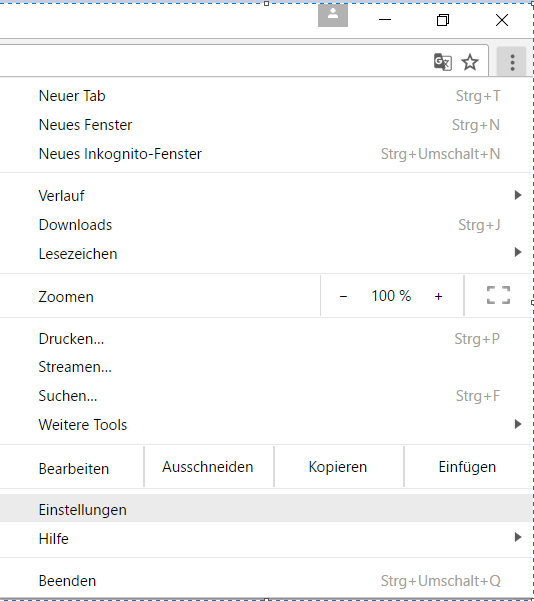 Neuer Tab Strg+T
Neues Fenster Strg+N
Neues Inkognito-Fenster Strg+Umschalt+N
Verlauf
Downloads Strg+J
Lesezeichen
Zoomen − 100 % +
Drucken... Strg+P
Streamen...
Suchen... Strg+F
Weitere Tools
Bearbeiten Ausschneiden Kopieren Einfügen
Einstellungen
Hilfe
Beenden Strg+Umschalt+Q